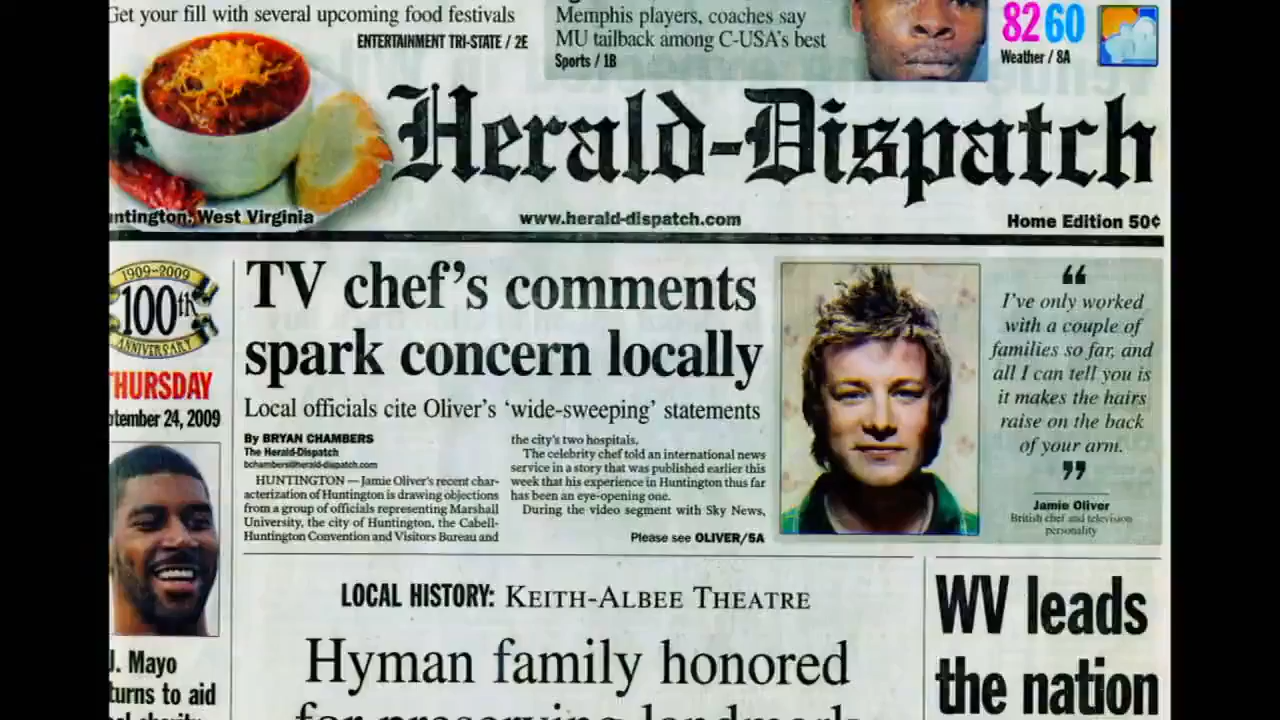 Get your fill with several upcoming food festivals
ENTERTAINMENT TRI-STATE / 2E
Memphis players, coaches say
MU tailback among C-USA's best
Sports / 1B
82 60
Weather / 8A
Herald-Dispatch
ntington, West Virginia
www.herald-dispatch.com
Home Edition 50¢
1909-2009
100th
ANNIVERSARY
HURSDAY
ptember 24, 2009
J. Mayo
turns to aid
TV chef's comments
spark concern locally
Local officials cite Oliver's 'wide-sweeping' statements
By BRYAN CHAMBERS
The Herald-Dispatch
bchambers@herald-dispatch.com
HUNTINGTON — Jamie Oliver's recent char-
acterization of Huntington is drawing objections
from a group of officials representing Marshall
University, the city of Huntington, the Cabell-
Huntington Convention and Visitors Bureau and
the city's two hospitals.
The celebrity chef told an international news
service in a story that was published earlier this
week that his experience in Huntington thus far
has been an eye-opening one.
During the video segment with Sky News,
Please see OLIVER/5A
“
I've only worked
with a couple of
families so far, and
all I can tell you is
it makes the hairs
raise on the back
of your arm.
”
Jamie Oliver
British chef and television
personality
LOCAL HISTORY: KEITH-ALBEE THEATRE
Hyman family honored
for preserving landmark
WV leads
the nation